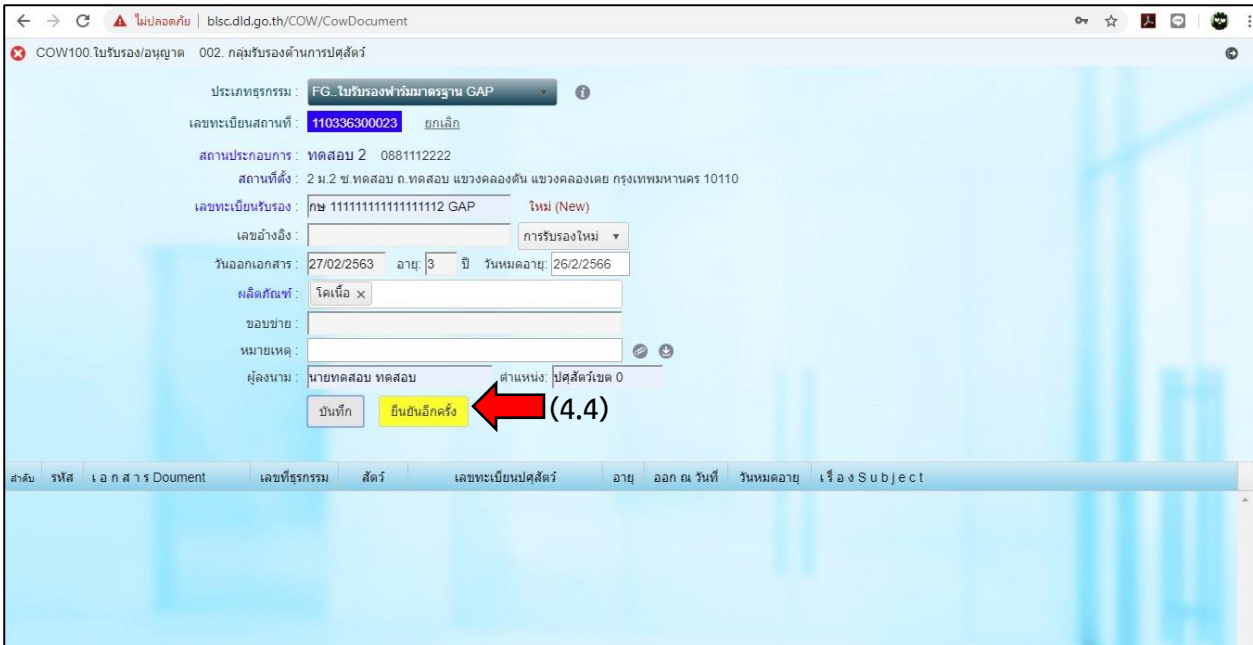 ไม่ปลอดภัย | blsc.dld.go.th/COW/CowDocument
COW100.ใบรับรอง/อนุญาต 002. กลุ่มรับรองด้านการปศุสัตว์
ประเภทธุรกรรม : FG..ใบรับรองฟาร์มมาตรฐาน GAP
เลขทะเบียนสถานที่ : 110336300023 ยกเลิก
สถานประกอบการ : ทดสอบ 2 0881112222
สถานที่ตั้ง : 2 ม.2 ซ.ทดสอบ ถ.ทดสอบ แขวงคลองตัน แขวงคลองเตย กรุงเทพมหานคร 10110
เลขทะเบียนรับรอง : กษ 111111111111111112 GAP ใหม่ (New)
เลขอ้างอิง : การรับรองใหม่
วันออกเอกสาร : 27/02/2563 อายุ: 3 ปี วันหมดอายุ: 26/2/2566
ผลิตภัณฑ์ : โคเนื้อ ×
ขอบข่าย :
หมายเหตุ :
ผู้ลงนาม : นายทดสอบ ทดสอบ ตำแหน่ง: ปศุสัตว์เขต 0
บันทึก ยืนยันอีกครั้ง (4.4)
ลำดับ รหัส เ อ ก ส า ร Doument เลขที่ธุรกรรม สัตว์ เลขทะเบียนปศุสัตว์ อายุ ออก ณ วันที่ วันหมดอายุ เ รื่ อ ง S u b j e c t